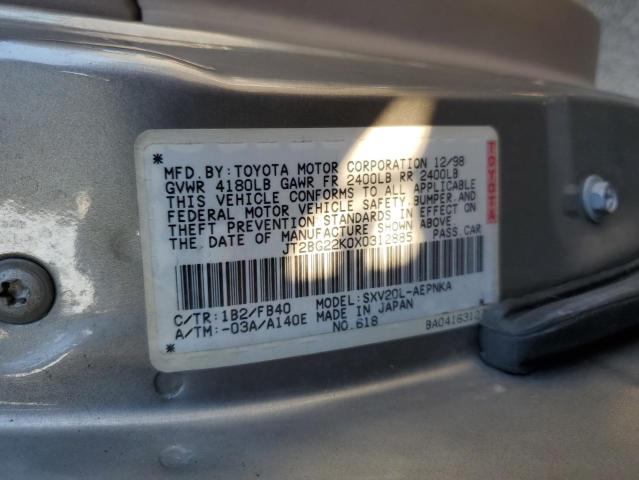 MFD.BY:TOYOTA MOTOR CORPORATION 12/98
GVWR 4180LB GAWR FR 2400LB RR 2400LB
THIS VEHICLE CONFORMS TO ALL APPLICABLE
FEDERAL MOTOR VEHICLE SAFETY,BUMPER,AND
THEFT PREVENTION STANDARDS IN EFFECT ON
THE DATE OF MANUFACTURE SHOWN ABOVE.
JT2BG22K0X0312885 PASS.CAR
TOYOTA
C/TR:1B2/FB40 MODEL:SXV20L-AEPNKA
A/TM:-03A/A140E MADE IN JAPAN
NO.618